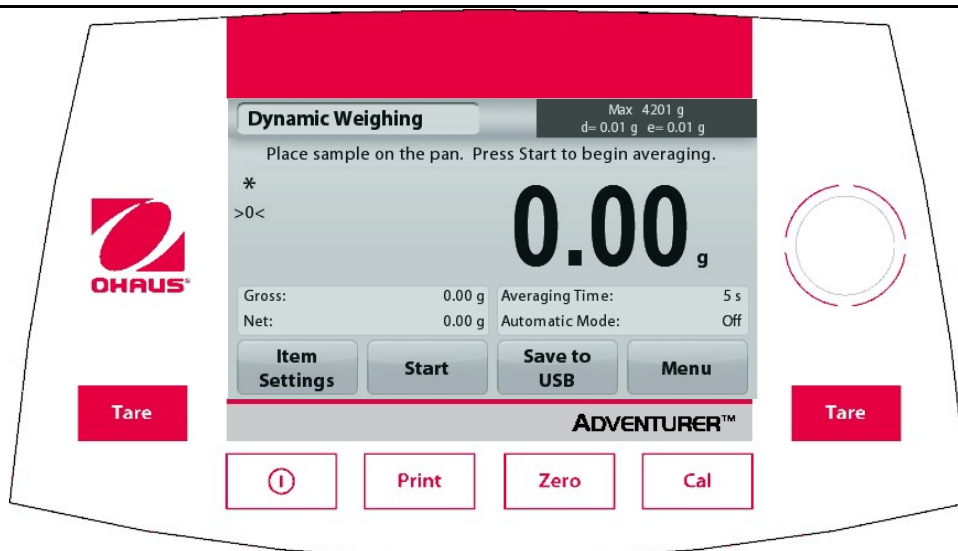 Dynamic Weighing
Max 4201 g
d= 0.01 g e= 0.01 g
Place sample on the pan. Press Start to begin averaging.
*
>0<
0.00 g
OHAUS®
Gross: 0.00 g Averaging Time: 5 s
Net: 0.00 g Automatic Mode: Off
Item Settings
Start
Save to USB
Menu
Tare
ADVENTURER™
Tare
Print
Zero
Cal